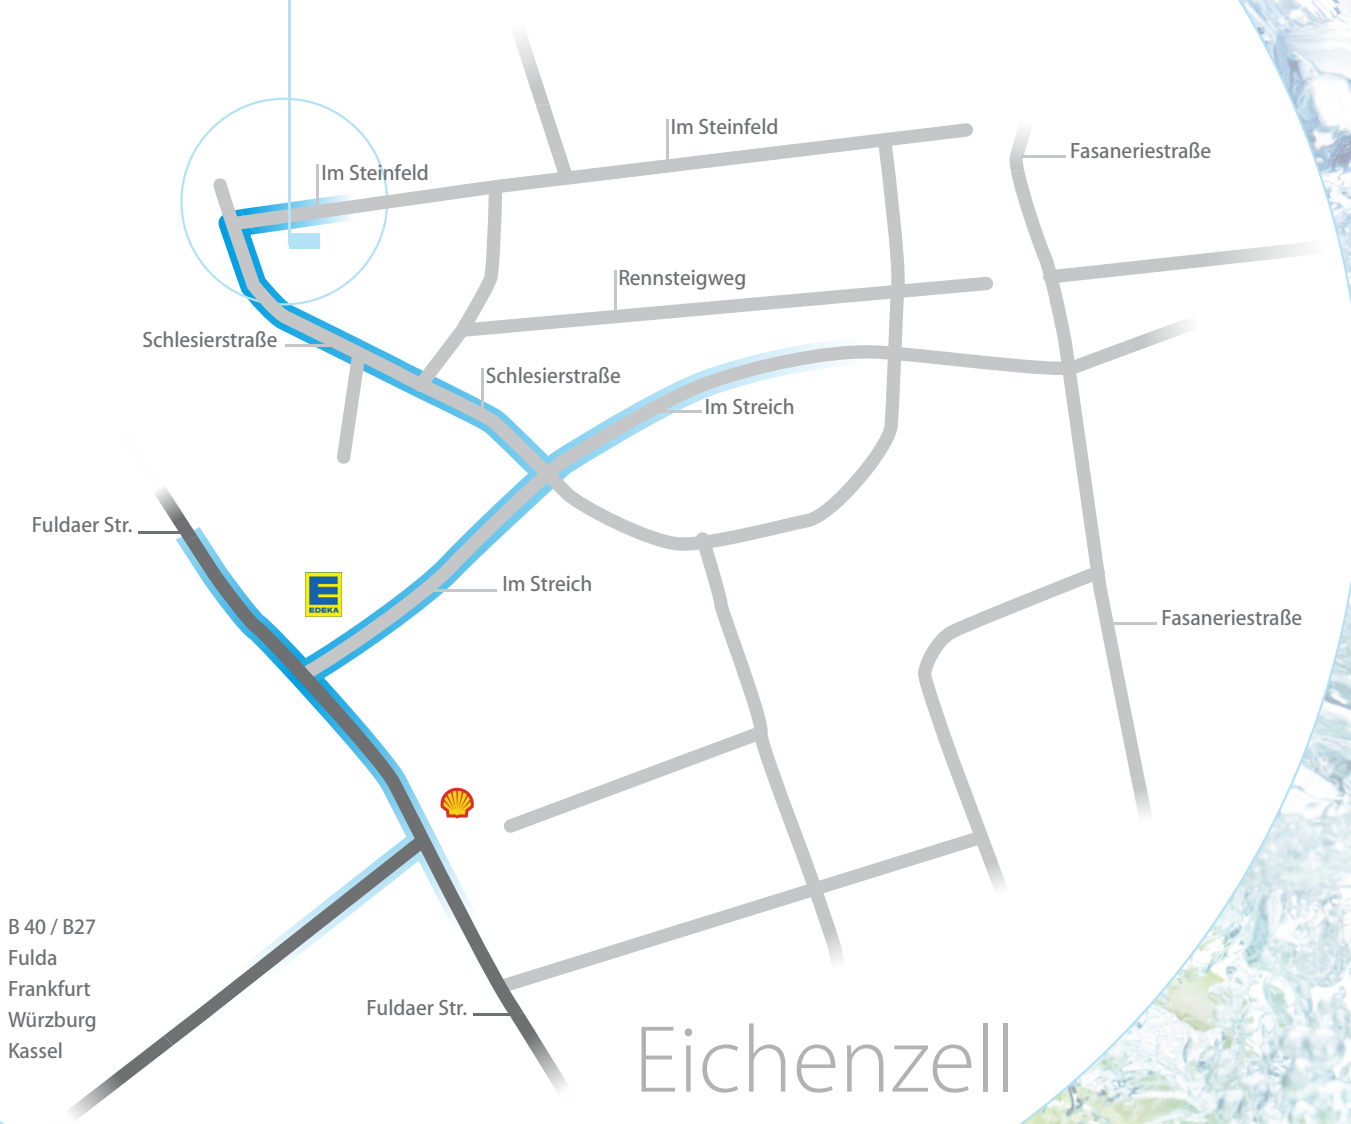 Im Steinfeld
Fasaneriestraße
Im Steinfeld
Rennsteigweg
Schlesierstraße
Schlesierstraße
Im Streich
Fuldaer Str.
EDEKA
Im Streich
Fasaneriestraße
B 40 / B27
Fulda
Frankfurt
Würzburg
Kassel
Fuldaer Str.
Eichenzell